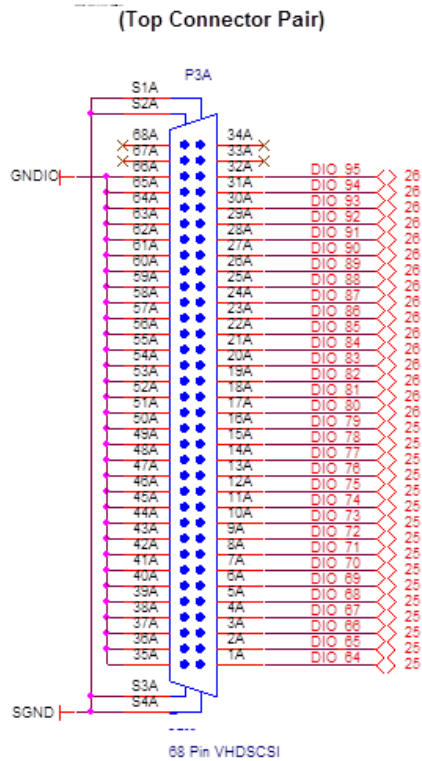 (Top Connector Pair)
P3A
S1A
S2A
68A 34A
67A 33A
GNDIO 66A 32A DIO 95 26
65A 31A DIO 94 26
64A 30A DIO 93 26
63A 29A DIO 92 26
62A 28A DIO 91 26
61A 27A DIO 90 26
60A 26A DIO 89 26
59A 25A DIO 88 26
58A 24A DIO 87 26
57A 23A DIO 86 26
56A 22A DIO 85 26
55A 21A DIO 84 26
54A 20A DIO 83 26
53A 19A DIO 82 26
52A 18A DIO 81 26
51A 17A DIO 80 26
50A 16A DIO 79 25
49A 15A DIO 78 25
48A 14A DIO 77 25
47A 13A DIO 76 25
46A 12A DIO 75 25
45A 11A DIO 74 25
44A 10A DIO 73 25
43A 9A DIO 72 25
42A 8A DIO 71 25
41A 7A DIO 70 25
40A 6A DIO 69 25
39A 5A DIO 68 25
38A 4A DIO 67 25
37A 3A DIO 66 25
36A 2A DIO 65 25
35A 1A DIO 64 25
S3A
S4A
SGND
68 Pin VHDSCSI